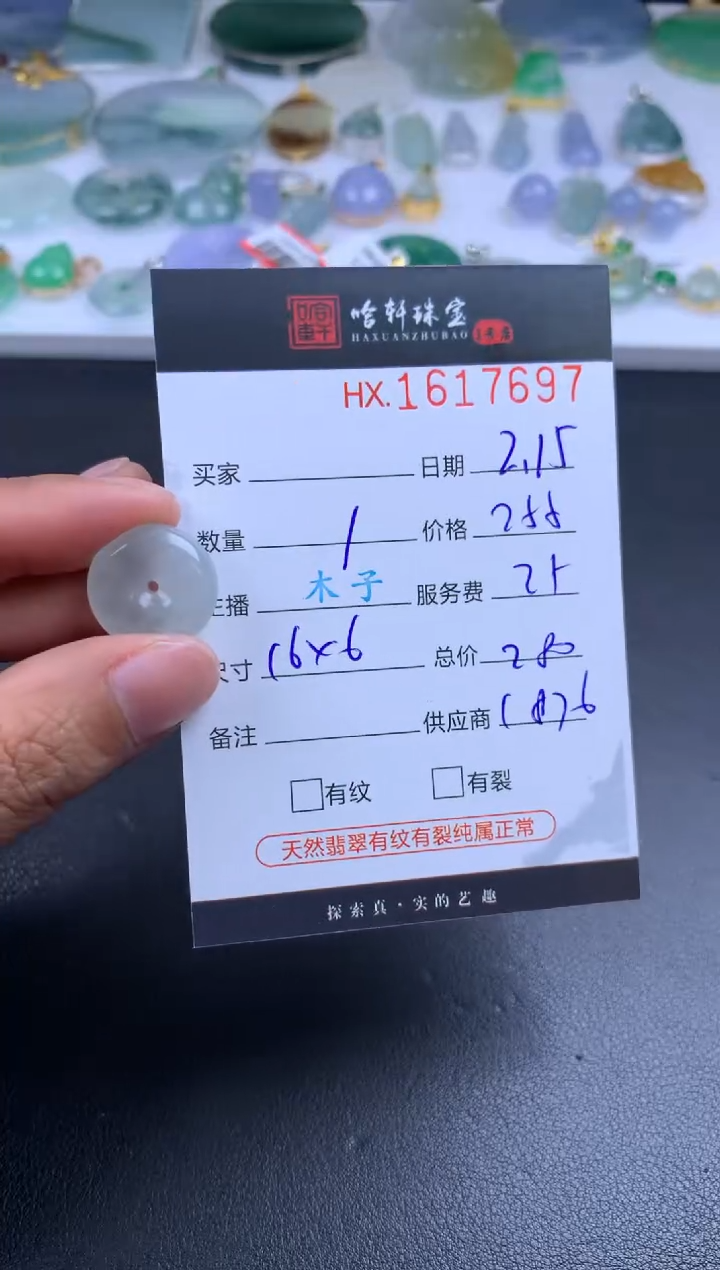 哈轩珠宝
HAXUANZHUBAO 1号店
HX.1617697
买家 日期 2.15
数量 1 价格 255
主播 木子 服务费 25
尺寸 16x6 总价 280
备注 供应商 1876
有纹 有裂
天然翡翠有纹有裂纯属正常
探索真·实的艺趣